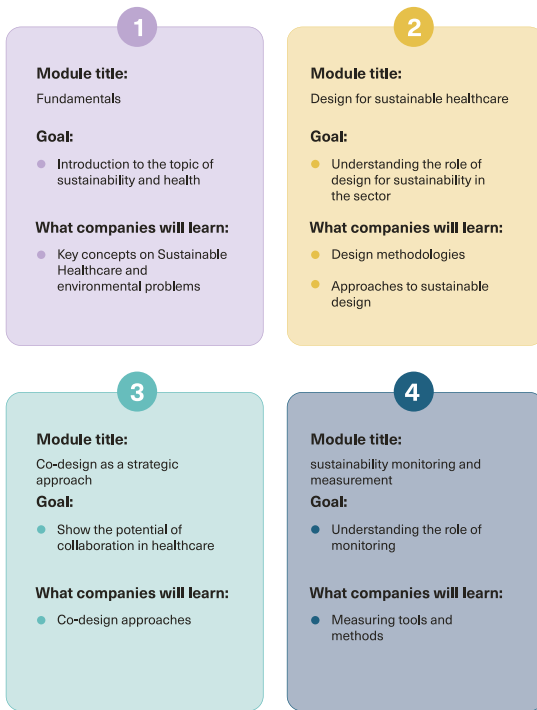 1
Module title:
Fundamentals
Goal:
Introduction to the topic of
sustainability and health
What companies will learn:
Key concepts on Sustainable
Healthcare and
environmental problems
2
Module title:
Design for sustainable healthcare
Goal:
Understanding the role of
design for sustainability in
the sector
What companies will learn:
Design methodologies
Approaches to sustainable
design
3
Module title:
Co-design as a strategic
approach
Goal:
Show the potential of
collaboration in healthcare
What companies will learn:
Co-design approaches
4
Module title:
sustainability monitoring and
measurement
Goal:
Understanding the role of
monitoring
What companies will learn:
Measuring tools and
methods